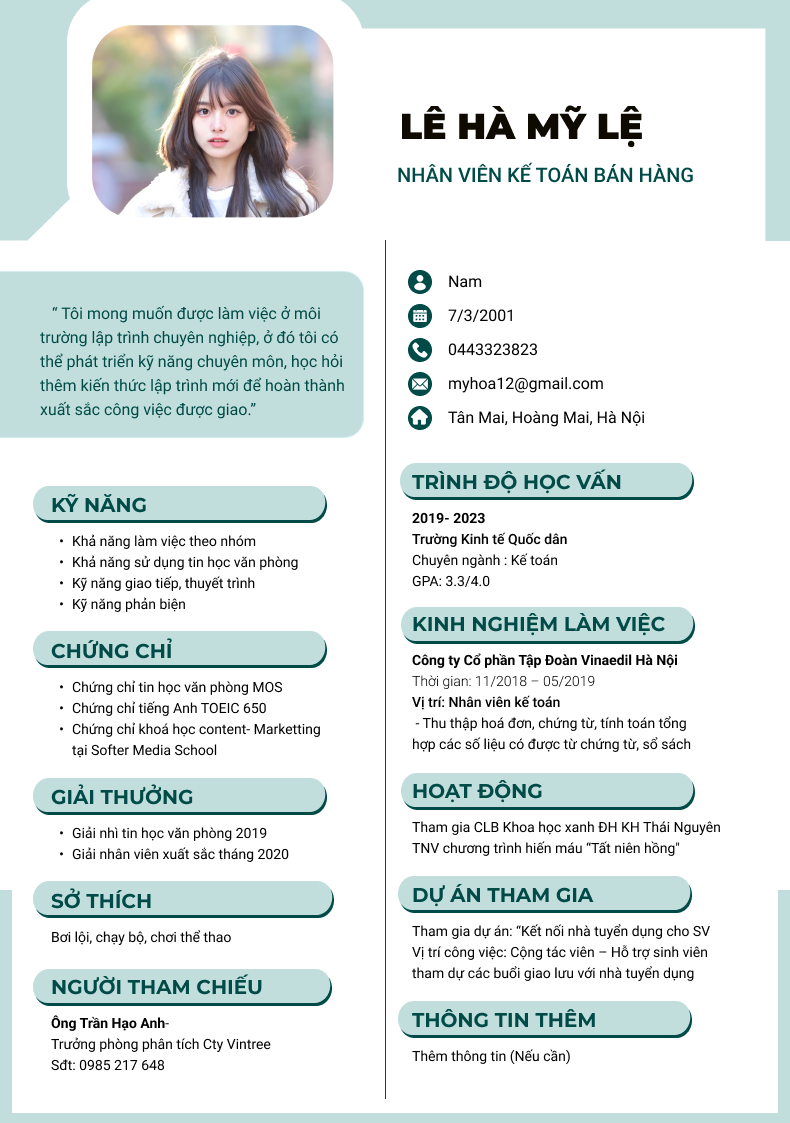 LÊ HÀ MỸ LỆ
NHÂN VIÊN KẾ TOÁN BÁN HÀNG
“ Tôi mong muốn được làm việc ở môi
trường lập trình chuyên nghiệp, ở đó tôi có
thể phát triển kỹ năng chuyên môn, học hỏi
thêm kiến thức lập trình mới để hoàn thành
xuất sắc công việc được giao.”
KỸ NĂNG
• Khả năng làm việc theo nhóm
• Khả năng sử dụng tin học văn phòng
• Kỹ năng giao tiếp, thuyết trình
• Kỹ năng phản biện
CHỨNG CHỈ
• Chứng chỉ tin học văn phòng MOS
• Chứng chỉ tiếng Anh TOEIC 650
• Chứng chỉ khoá học content- Marketting
tại Softer Media School
GIẢI THƯỞNG
• Giải nhì tin học văn phòng 2019
• Giải nhân viên xuất sắc tháng 2020
SỞ THÍCH
Bơi lội, chạy bộ, chơi thể thao
NGƯỜI THAM CHIẾU
Ông Trần Hạo Anh-
Trưởng phòng phân tích Cty Vintree
Sđt: 0985 217 648
Nam
7/3/2001
0443323823
myhoa12@gmail.com
Tân Mai, Hoàng Mai, Hà Nội
TRÌNH ĐỘ HỌC VẤN
2019- 2023
Trường Kinh tế Quốc dân
Chuyên ngành : Kế toán
GPA: 3.3/4.0
KINH NGHIỆM LÀM VIỆC
Công ty Cổ phần Tập Đoàn Vinaedil Hà Nội
Thời gian: 11/2018 – 05/2019
Vị trí: Nhân viên kế toán
- Thu thập hoá đơn, chứng từ, tính toán tổng
hợp các số liệu có được từ chứng từ, sổ sách
HOẠT ĐỘNG
Tham gia CLB Khoa học xanh ĐH KH Thái Nguyên
TNV chương trình hiến máu “Tất niên hồng"
DỰ ÁN THAM GIA
Tham gia dự án: “Kết nối nhà tuyển dụng cho SV
Vị trí công việc: Cộng tác viên – Hỗ trợ sinh viên
tham dự các buổi giao lưu với nhà tuyển dụng
THÔNG TIN THÊM
Thêm thông tin (Nếu cần)